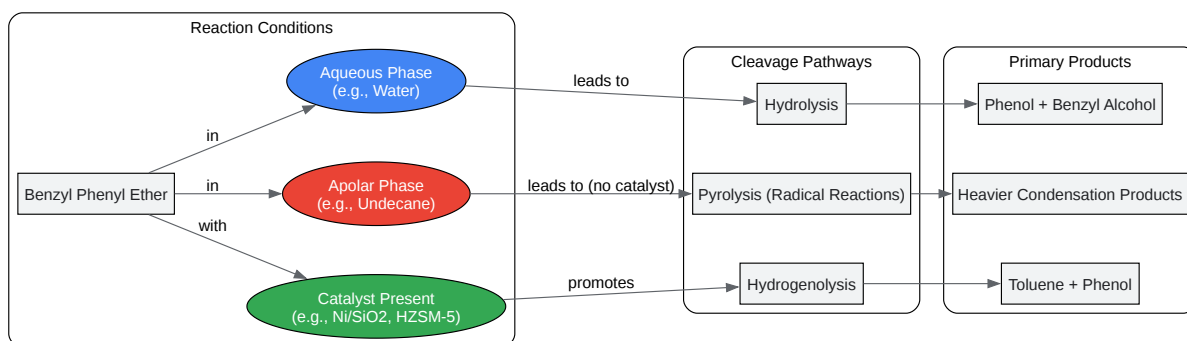 Reaction Conditions
Cleavage Pathways
Primary Products
Aqueous Phase
(e.g., Water)
leads to
Hydrolysis
Phenol + Benzyl Alcohol
in
Benzyl Phenyl Ether
in
Apolar Phase
(e.g., Undecane)
leads to (no catalyst)
Pyrolysis (Radical Reactions)
Heavier Condensation Products
with
Catalyst Present
(e.g., Ni/SiO2, HZSM-5)
promotes
Hydrogenolysis
Toluene + Phenol